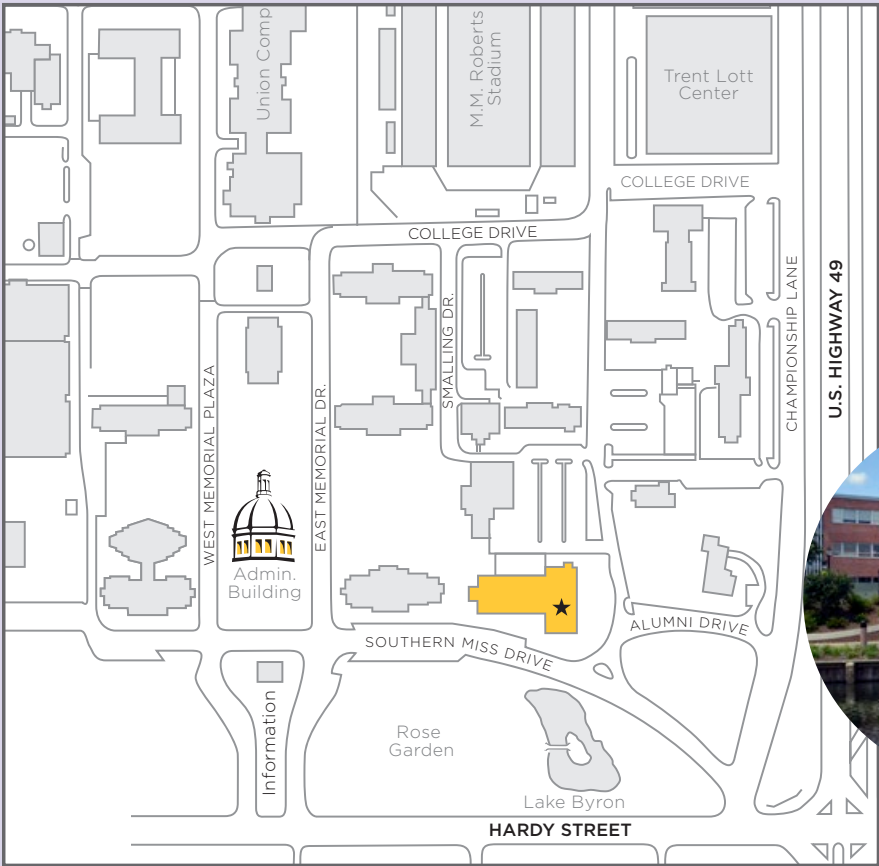 Union Comp
M.M. Roberts
Stadium
Trent Lott
Center
COLLEGE DRIVE
COLLEGE DRIVE
WEST MEMORIAL PLAZA
EAST MEMORIAL DR.
SMALLING DR.
CHAMPIONSHIP LANE
U.S. HIGHWAY 49
Admin.
Building
SOUTHERN MISS DRIVE
ALUMNI DRIVE
Information
Rose
Garden
Lake Byron
HARDY STREET